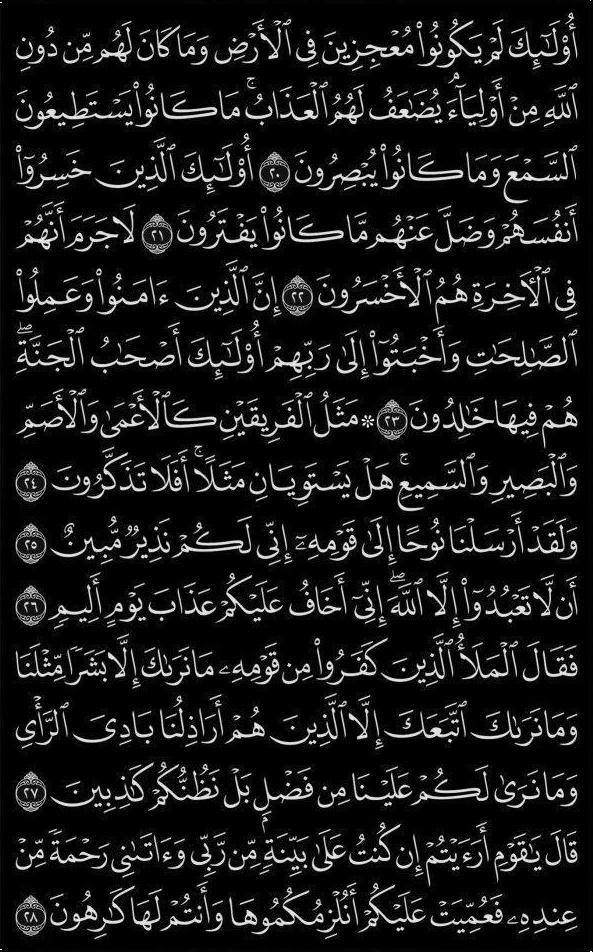 أُوْلَٰٓئِكَ لَمۡ يَكُونُواْ مُعۡجِزِينَ فِي ٱلۡأَرۡضِ وَمَا كَانَ لَهُم مِّن دُونِ
ٱللَّهِ مِنۡ أَوۡلِيَآءَۘ يُضَٰعَفُ لَهُمُ ٱلۡعَذَابُۚ مَا كَانُواْ يَسۡتَطِيعُونَ
ٱلسَّمۡعَ وَمَا كَانُواْ يُبۡصِرُونَ ٢٠ أُوْلَٰٓئِكَ ٱلَّذِينَ خَسِرُوٓاْ
أَنفُسَهُمۡ وَضَلَّ عَنۡهُم مَّا كَانُواْ يَفۡتَرُونَ ٢١ لَا جَرَمَ أَنَّهُمۡ
فِي ٱلۡأٓخِرَةِ هُمُ ٱلۡأَخۡسَرُونَ ٢٢ إِنَّ ٱلَّذِينَ ءَامَنُواْ وَعَمِلُواْ
ٱلصَّٰلِحَٰتِ وَأَخۡبَتُوٓاْ إِلَىٰ رَبِّهِمۡ أُوْلَٰٓئِكَ أَصۡحَٰبُ ٱلۡجَنَّةِۖ
هُمۡ فِيهَا خَٰلِدُونَ ٢٣ ۞ مَثَلُ ٱلۡفَرِيقَيۡنِ كَٱلۡأَعۡمَىٰ وَٱلۡأَصَمِّ
وَٱلۡبَصِيرِ وَٱلسَّمِيعِۚ هَلۡ يَسۡتَوِيَانِ مَثَلًاۚ أَفَلَا تَذَكَّرُونَ ٢٤
وَلَقَدۡ أَرۡسَلۡنَا نُوحًا إِلَىٰ قَوۡمِهِۦٓ إِنِّي لَكُمۡ نَذِيرٞ مُّبِينٌ ٢٥
أَن لَّا تَعۡبُدُوٓاْ إِلَّا ٱللَّهَۖ إِنِّيٓ أَخَافُ عَلَيۡكُمۡ عَذَابَ يَوۡمٍ أَلِيمٖ ٢٦
فَقَالَ ٱلۡمَلَأُ ٱلَّذِينَ كَفَرُواْ مِن قَوۡمِهِۦ مَا نَرَىٰكَ إِلَّا بَشَرٗا مِّثۡلَنَا
وَمَا نَرَىٰكَ ٱتَّبَعَكَ إِلَّا ٱلَّذِينَ هُمۡ أَرَاذِلُنَا بَادِيَ ٱلرَّأۡيِ
وَمَا نَرَىٰ لَكُمۡ عَلَيۡنَا مِن فَضۡلِۭ بَلۡ نَظُنُّكُمۡ كَٰذِبِينَ ٢٧
قَالَ يَٰقَوۡمِ أَرَءَيۡتُمۡ إِن كُنتُ عَلَىٰ بَيِّنَةٖ مِّن رَّبِّي وَءَاتَىٰنِي رَحۡمَةٗ مِّنۡ
عِندِهِۦ فَعُمِّيَتۡ عَلَيۡكُمۡ أَنُلۡزِمُكُمُوهَا وَأَنتُمۡ لَهَا كَٰرِهُونَ ٢٨